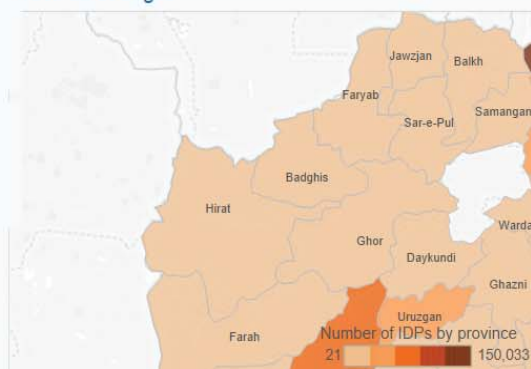 Jawzjan
Balkh
Faryab
Samangan
Sar-e-Pul
Badghis
Hirat
Warda
Ghor
Daykundi
Ghazni
Uruzgan
Farah
Number of IDPs by province
21 150,033